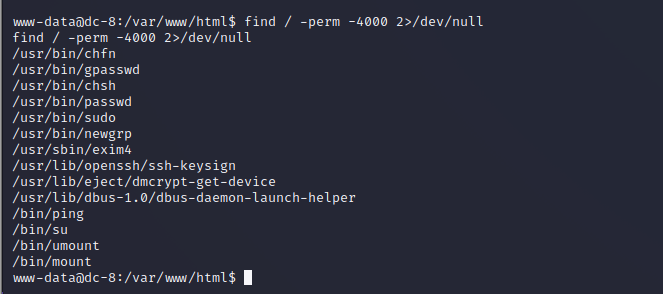 www-data@dc-8:/var/www/html$ find / -perm -4000 2>/dev/null
find / -perm -4000 2>/dev/null
/usr/bin/chfn
/usr/bin/gpasswd
/usr/bin/chsh
/usr/bin/passwd
/usr/bin/sudo
/usr/bin/newgrp
/usr/sbin/exim4
/usr/lib/openssh/ssh-keysign
/usr/lib/eject/dmcrypt-get-device
/usr/lib/dbus-1.0/dbus-daemon-launch-helper
/bin/ping
/bin/su
/bin/umount
/bin/mount
www-data@dc-8:/var/www/html$